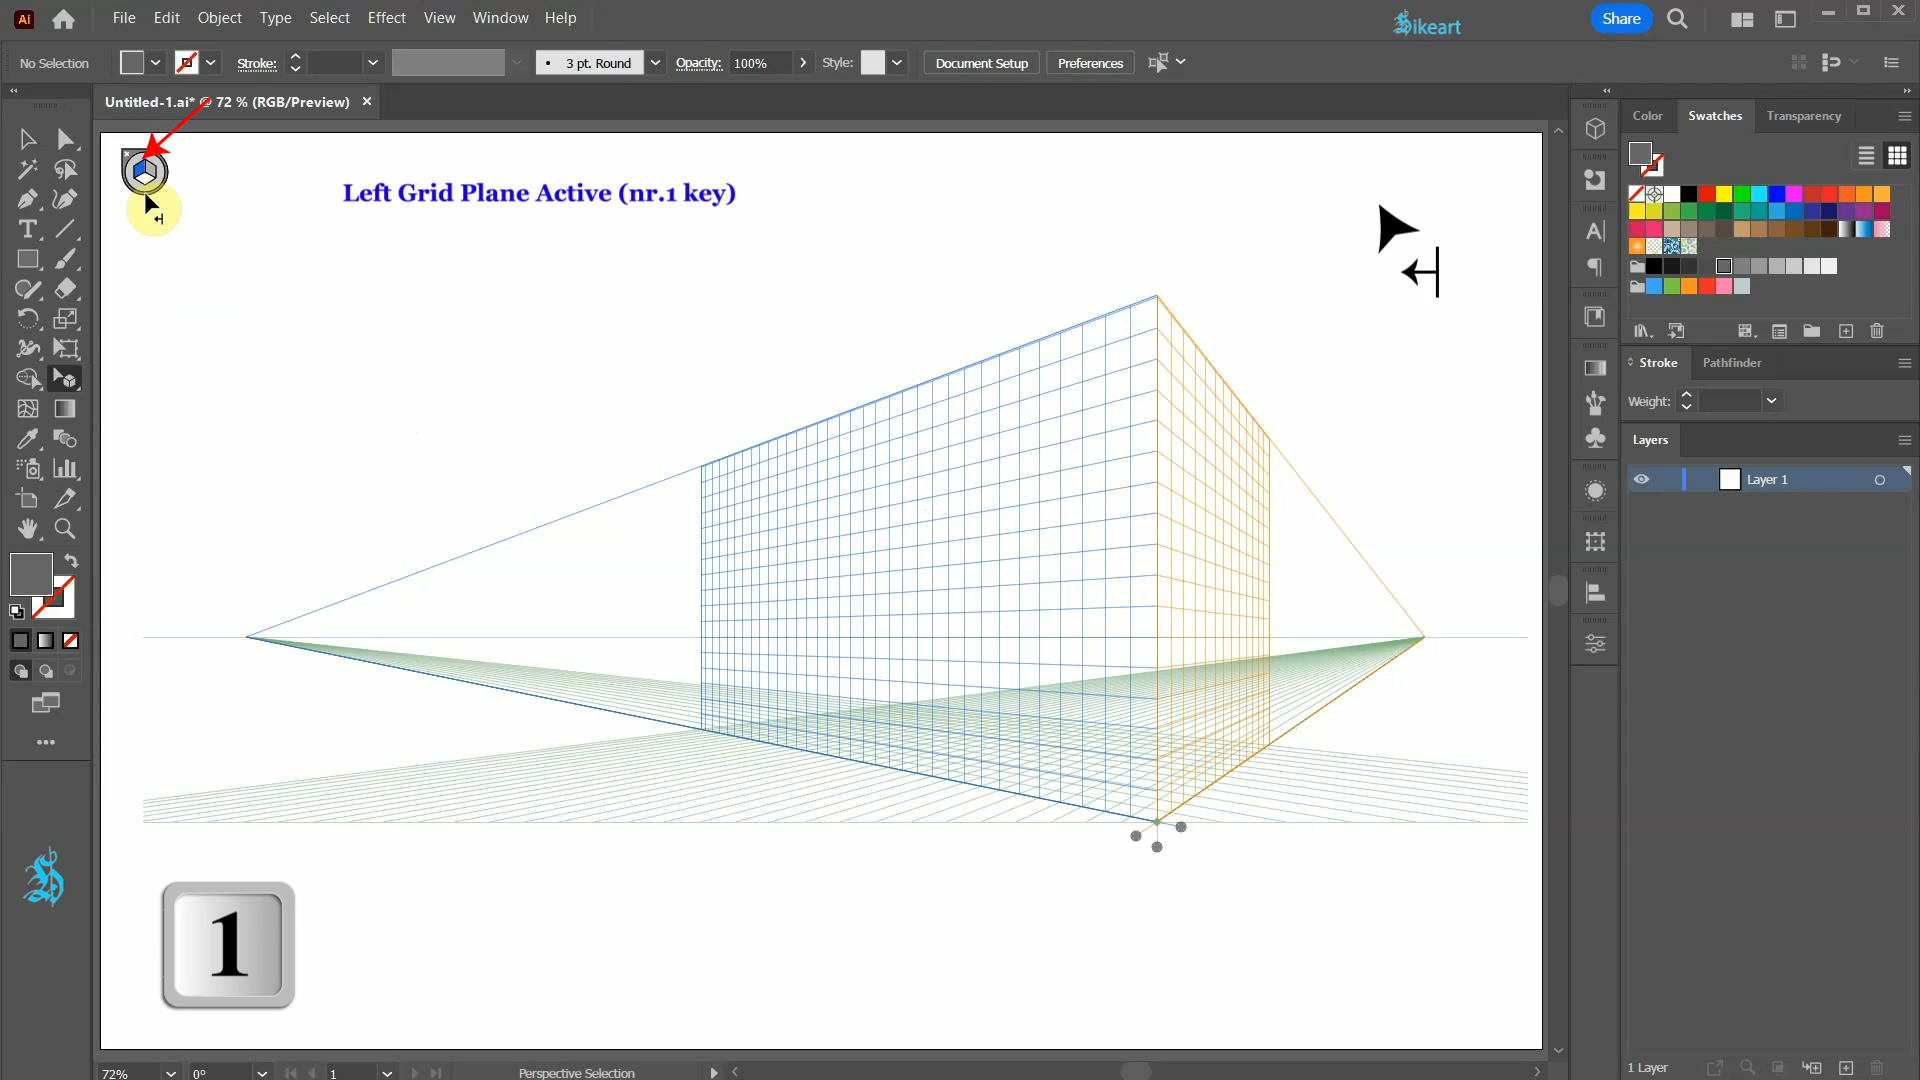 Ai
File Edit Object Type Select Effect View Window Help
Sikeart
Share
No Selection
Stroke:
3 pt. Round
Opacity: 100%
Style:
Document Setup
Preferences
Untitled-1.ai* @ 72 % (RGB/Preview)
Color Swatches Transparency
Left Grid Plane Active (nr.1 key)
Stroke Pathfinder
Weight:
Layers
Layer 1
1
72%
0°
1
Perspective Selection
1 Layer